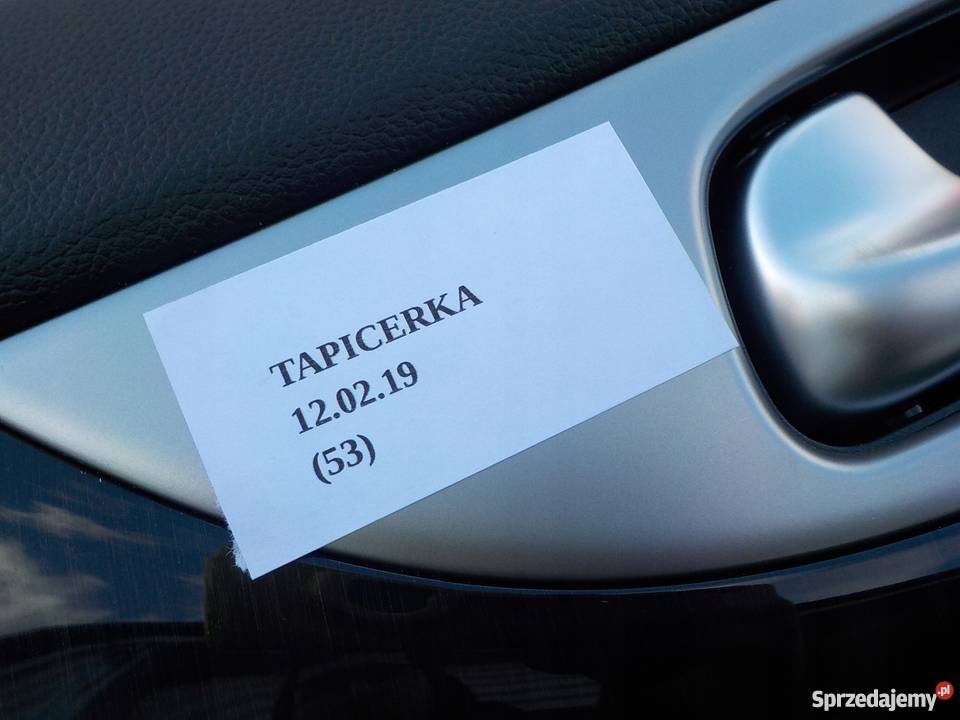 TAPICERKA
12.02.19
(53)
Sprzedajemy.pl